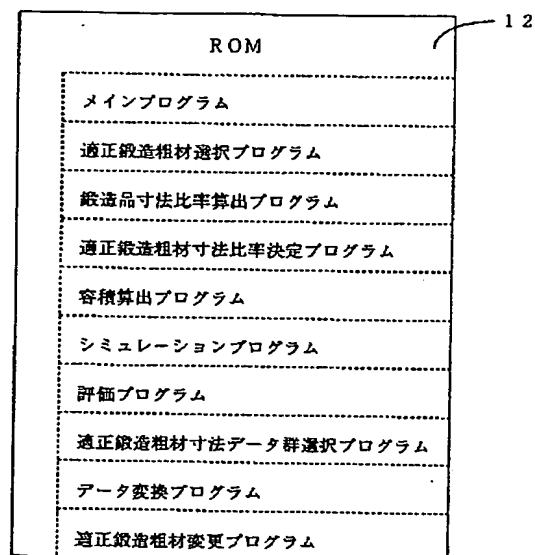 12
ROM
メインプログラム
適正鍛造粗材選択プログラム
鍛造品寸法比率算出プログラム
適正鍛造粗材寸法比率決定プログラム
容積算出プログラム
シミュレーションプログラム
評価プログラム
適正鍛造粗材寸法データ群選択プログラム
データ変換プログラム
適正鍛造粗材変更プログラム